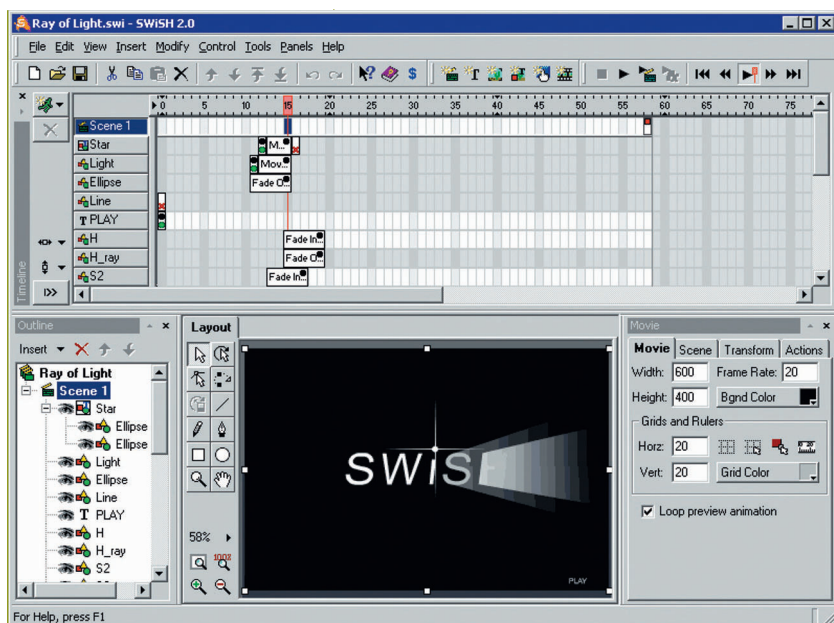 Ray of Light.swi - SWiSH 2.0
File Edit View Insert Modify Control Tools Panels Help
0 5 10 15 20 25 30 35 40 45 50 55 60 65 70 75
Scene 1
Star M...
Light Mov...
Ellipse Fade O...
Line
T PLAY
H Fade In...
H_ray Fade O...
S2 Fade In...
Timeline
Outline
Insert
Ray of Light
Scene 1
Star
Ellipse
Ellipse
Light
Ellipse
Line
T PLAY
H
H_ray
S2
Layout
58%
100%
SWiSH
PLAY
Movie
Movie Scene Transform Actions
Width: 600 Frame Rate: 20
Height: 400 Bgnd Color
Grids and Rulers
Horz: 20
Vert: 20 Grid Color
Loop preview animation
For Help, press F1